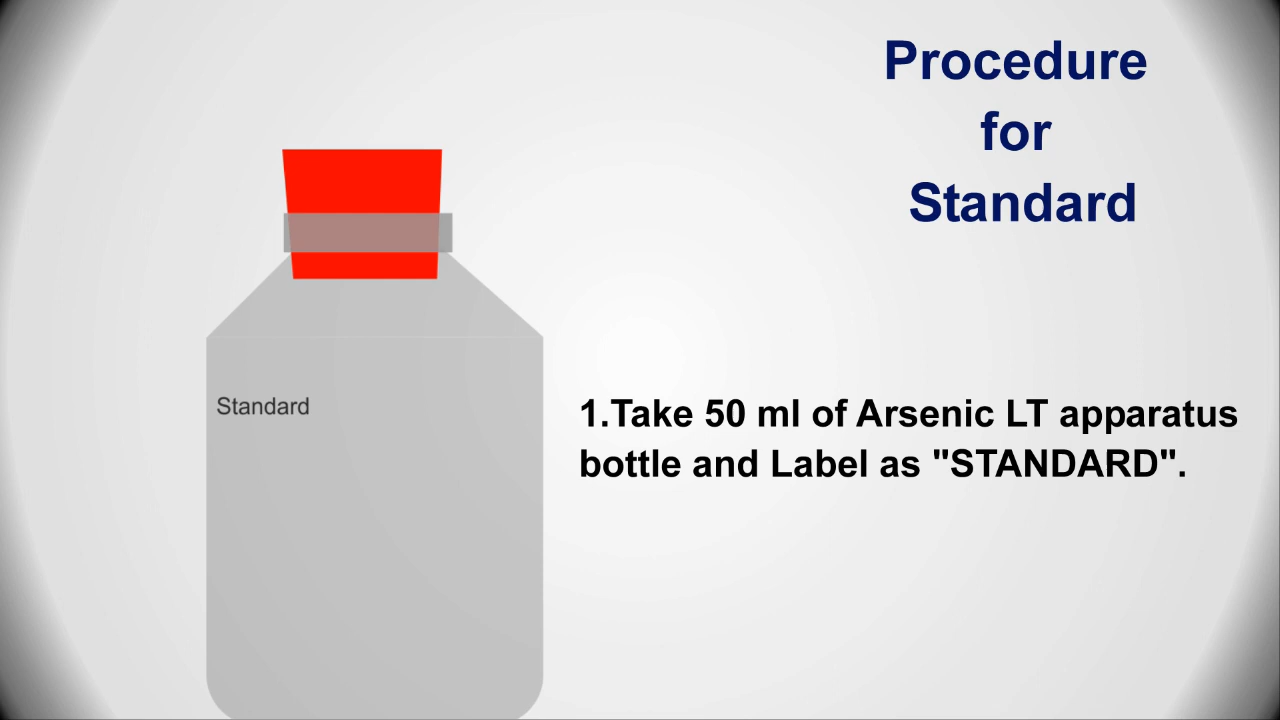 Procedure
for
Standard
Standard
1.Take 50 ml of Arsenic LT apparatus
bottle and Label as "STANDARD".